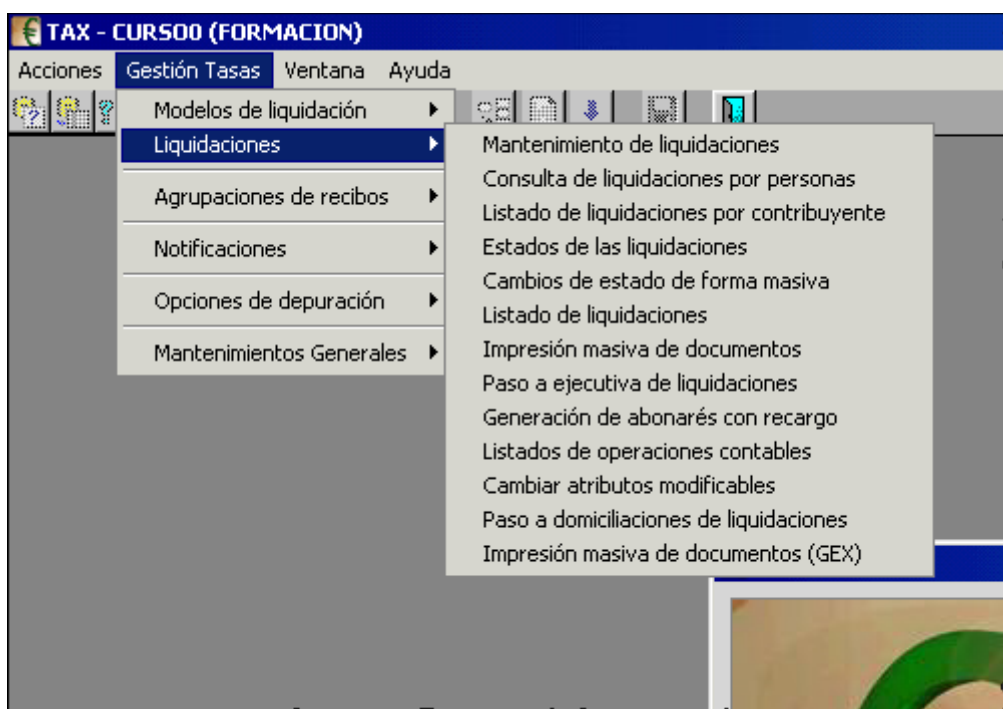 TAX - CURSO0 (FORMACION)
Acciones Gestión Tasas Ventana Ayuda
Modelos de liquidación
Liquidaciones
Agrupaciones de recibos
Notificaciones
Opciones de depuración
Mantenimientos Generales
Mantenimiento de liquidaciones
Consulta de liquidaciones por personas
Listado de liquidaciones por contribuyente
Estados de las liquidaciones
Cambios de estado de forma masiva
Listado de liquidaciones
Impresión masiva de documentos
Paso a ejecutiva de liquidaciones
Generación de abonarés con recargo
Listados de operaciones contables
Cambiar atributos modificables
Paso a domiciliaciones de liquidaciones
Impresión masiva de documentos (GEX)